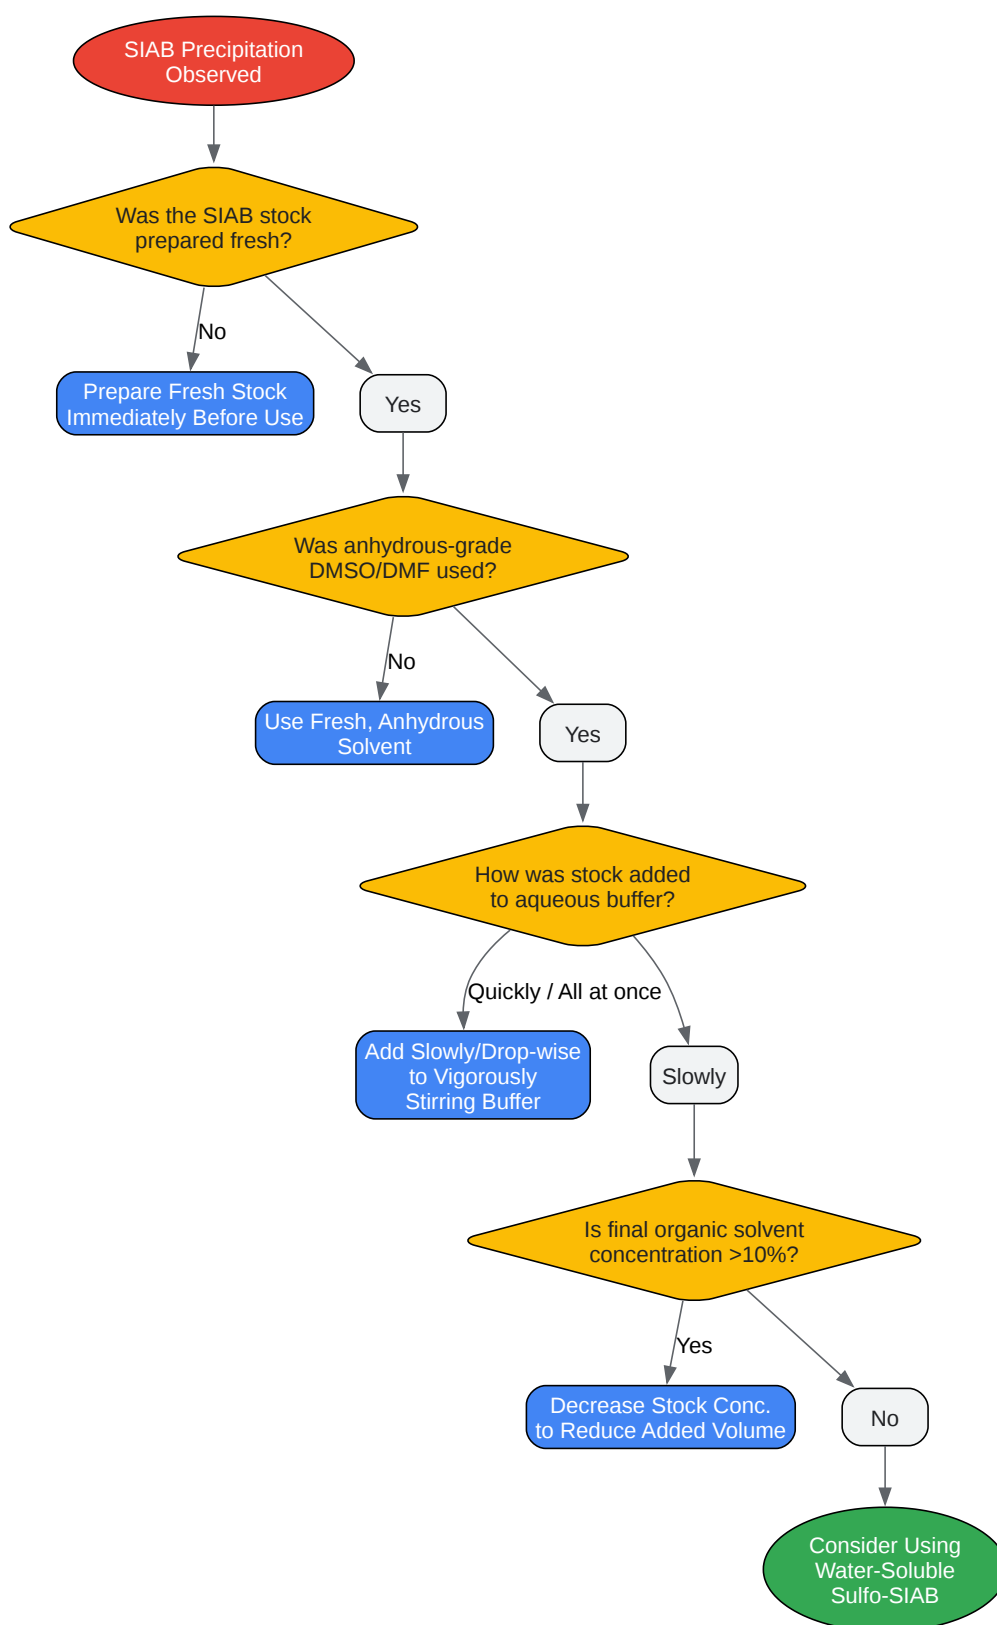 SIAB Precipitation
Observed
Was the SIAB stock
prepared fresh?
No
Prepare Fresh Stock
Immediately Before Use
Yes
Was anhydrous-grade
DMSO/DMF used?
No
Use Fresh, Anhydrous
Solvent
Yes
How was stock added
to aqueous buffer?
Quickly / All at once
Add Slowly/Drop-wise
to Vigorously
Stirring Buffer
Slowly
Is final organic solvent
concentration >10%?
Yes
Decrease Stock Conc.
to Reduce Added Volume
No
Consider Using
Water-Soluble
Sulfo-SIAB